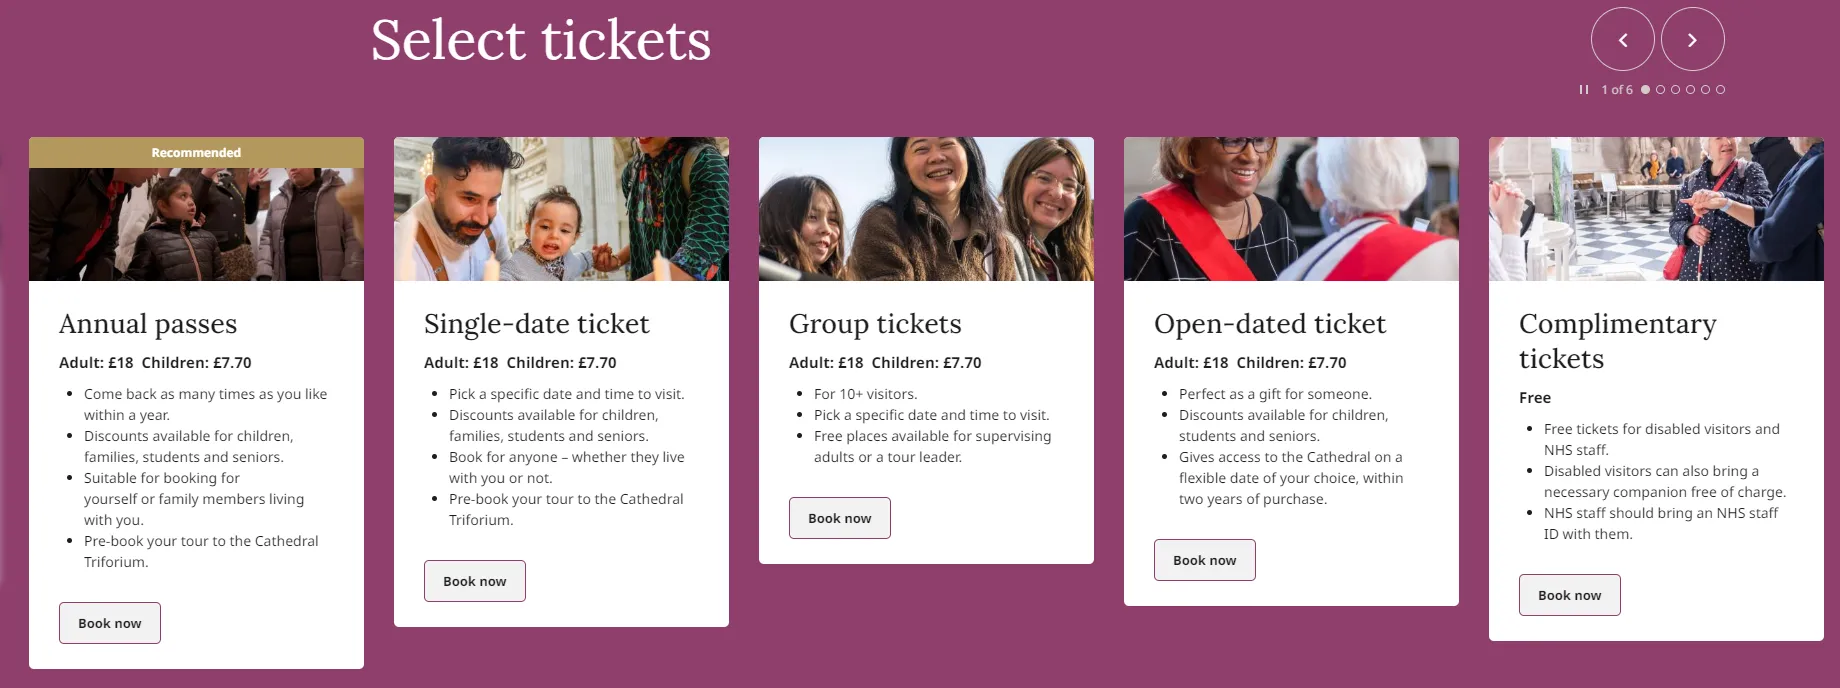 Select tickets
1 of 6
Recommended
Annual passes
Adult: £18 Children: £7.70
Come back as many times as you like
within a year.
Discounts available for children,
families, students and seniors.
Suitable for booking for
yourself or family members living
with you.
Pre-book your tour to the Cathedral
Triforium.
Book now
Single-date ticket
Adult: £18 Children: £7.70
Pick a specific date and time to visit.
Discounts available for children,
families, students and seniors.
Book for anyone – whether they live
with you or not.
Pre-book your tour to the Cathedral
Triforium.
Book now
Group tickets
Adult: £18 Children: £7.70
For 10+ visitors.
Pick a specific date and time to visit.
Free places available for supervising
adults or a tour leader.
Book now
Open-dated ticket
Adult: £18 Children: £7.70
Perfect as a gift for someone.
Discounts available for children,
students and seniors.
Gives access to the Cathedral on a
flexible date of your choice, within
two years of purchase.
Book now
Complimentary
tickets
Free
Free tickets for disabled visitors and
NHS staff.
Disabled visitors can also bring a
necessary companion free of charge.
NHS staff should bring an NHS staff
ID with them.
Book now